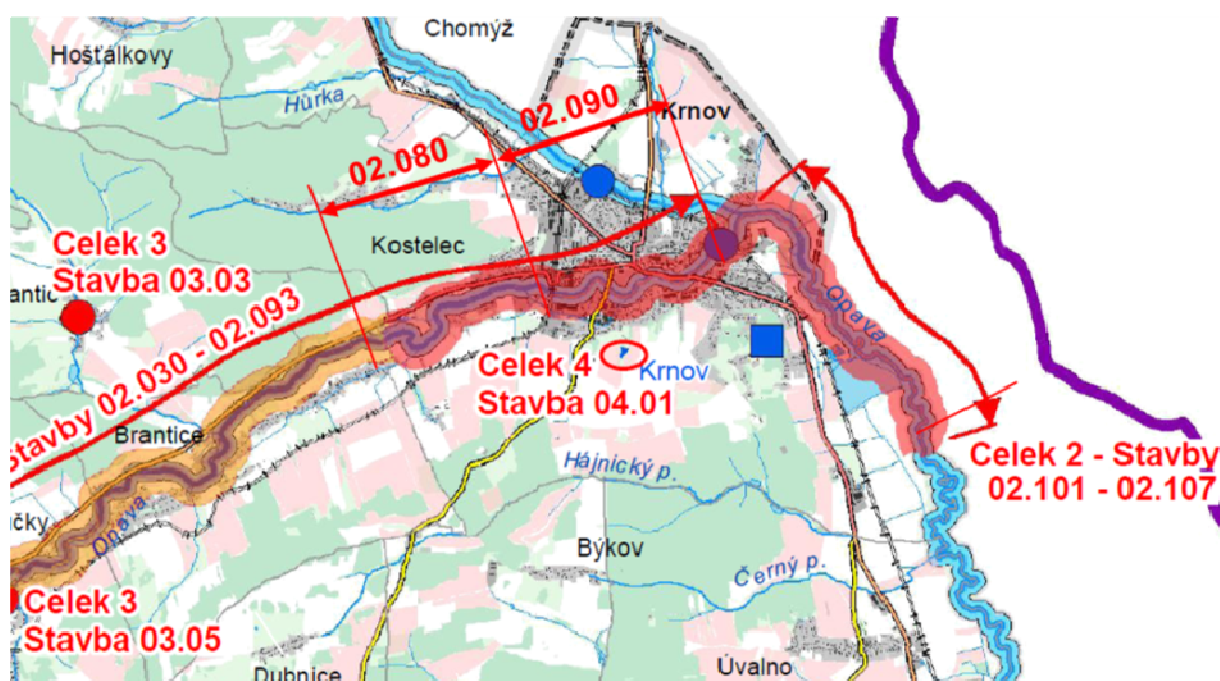 Chomýž
Hošťálkovy
Hůrka
02.090
Krnov
02.080
Kostelec
Celek 3
Stavba 03.03
Opava
Celek 4
Stavba 04.01
Krnov
Stavby 02.030 - 02.093
Brantice
Celek 2 - Stavby
02.101 - 02.107
Hájnický p.
Opava
Býkov
Černý p.
Celek 3
Stavba 03.05
Úvalno
Dubnice